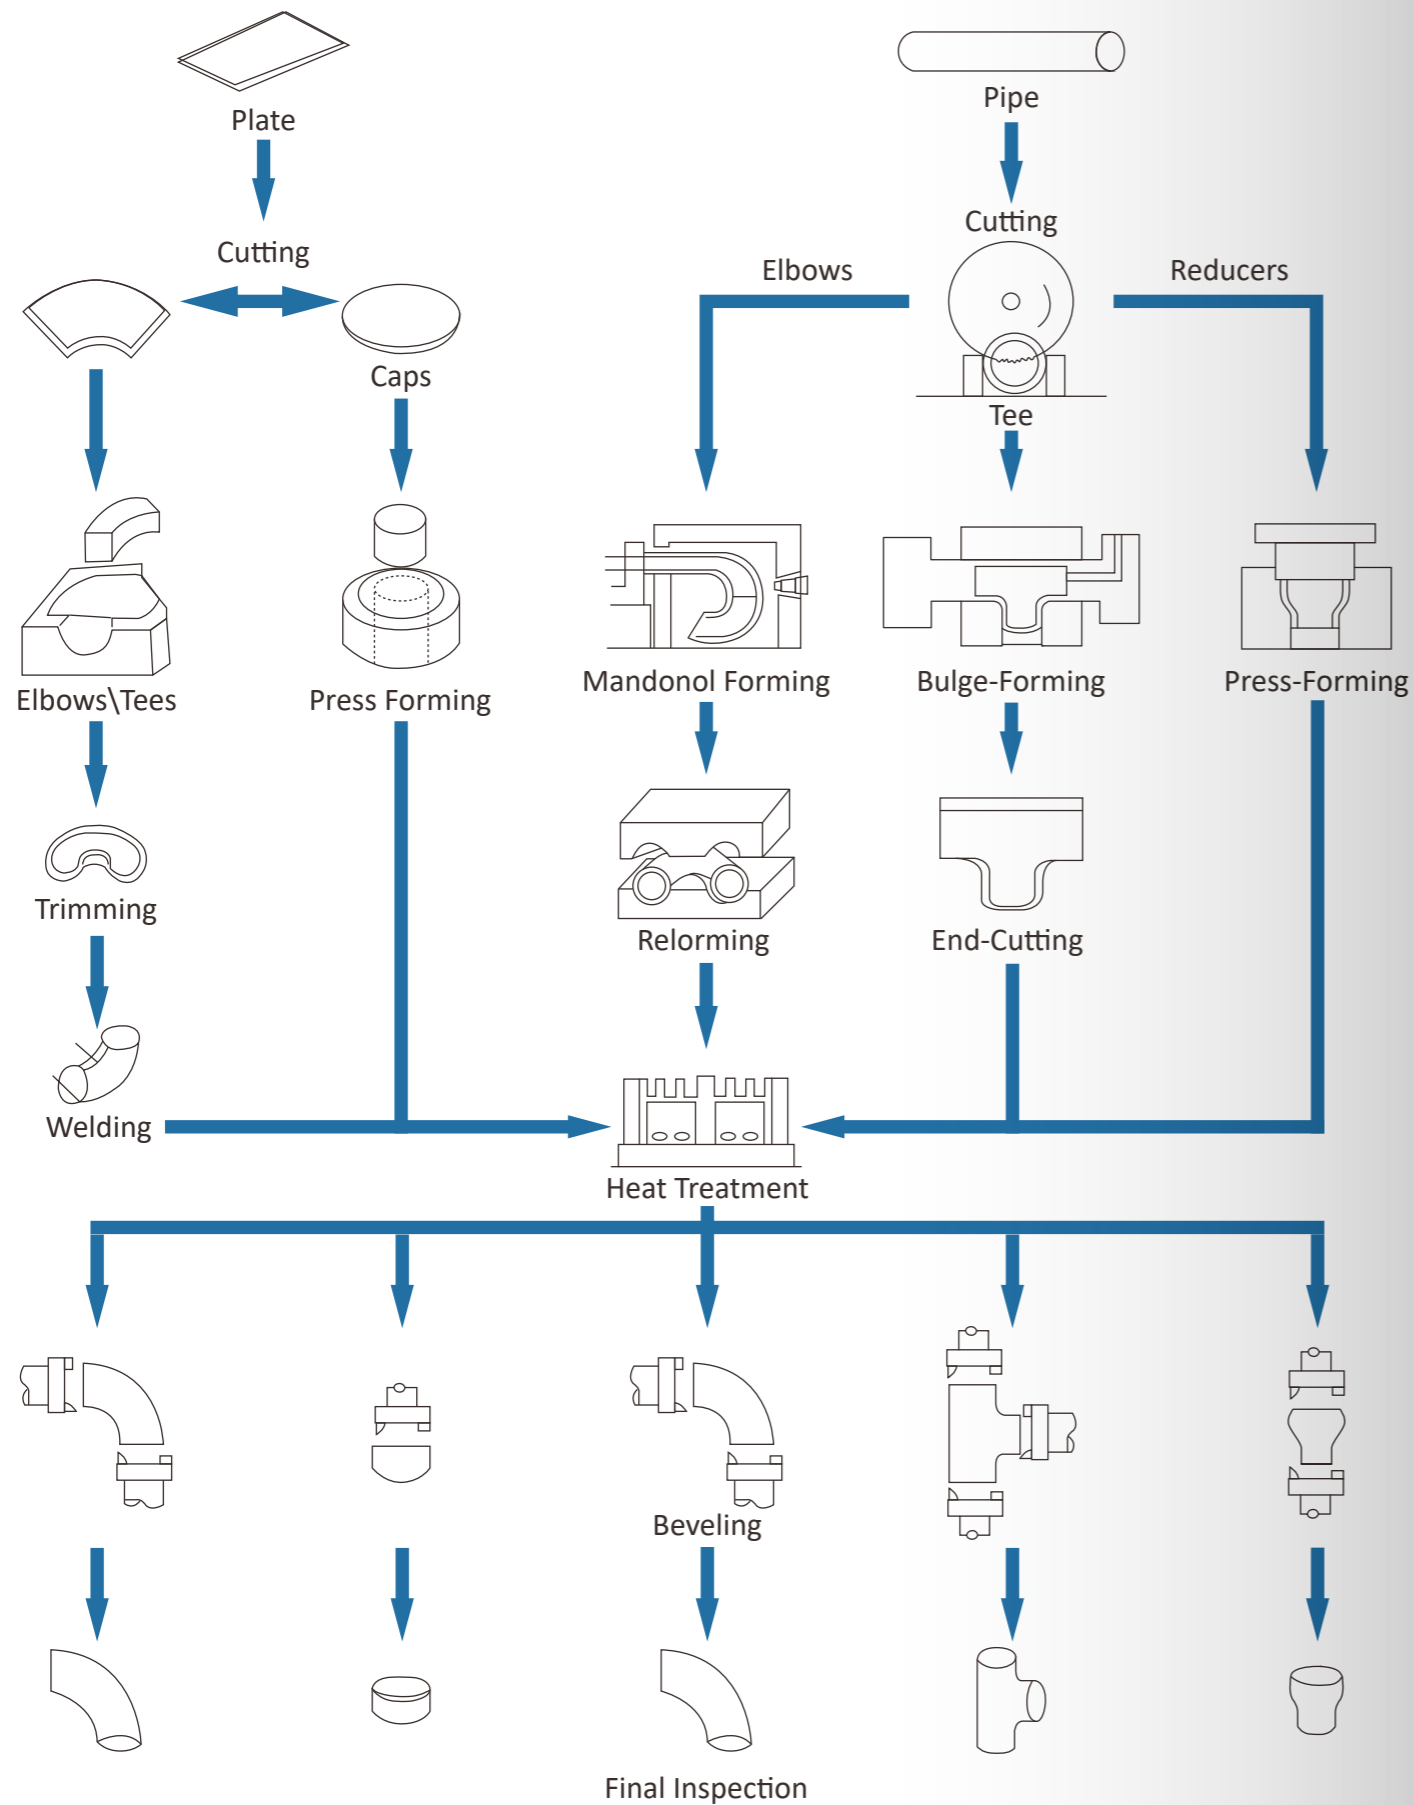 Plate
Pipe
Cutting
Cutting
Elbows
Reducers
Caps
Tee
Elbows\Tees
Press Forming
Mandonol Forming
Bulge-Forming
Press-Forming
Trimming
Relorming
End-Cutting
Welding
Heat Treatment
Beveling
Final Inspection